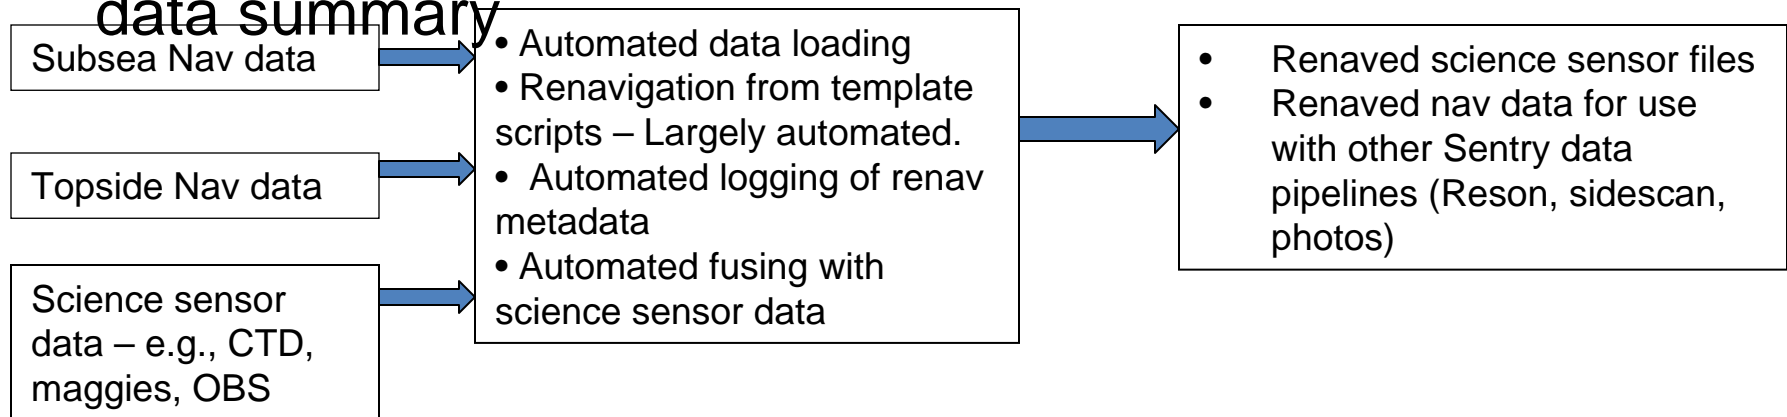 data summary
Subsea Nav data
Topside Nav data
Science sensor
data – e.g., CTD,
maggies, OBS
• Automated data loading
• Renavigation from template
scripts – Largely automated.
• Automated logging of renav
metadata
• Automated fusing with
science sensor data
• Renaved science sensor files
• Renaved nav data for use
with other Sentry data
pipelines (Reson, sidescan,
photos)